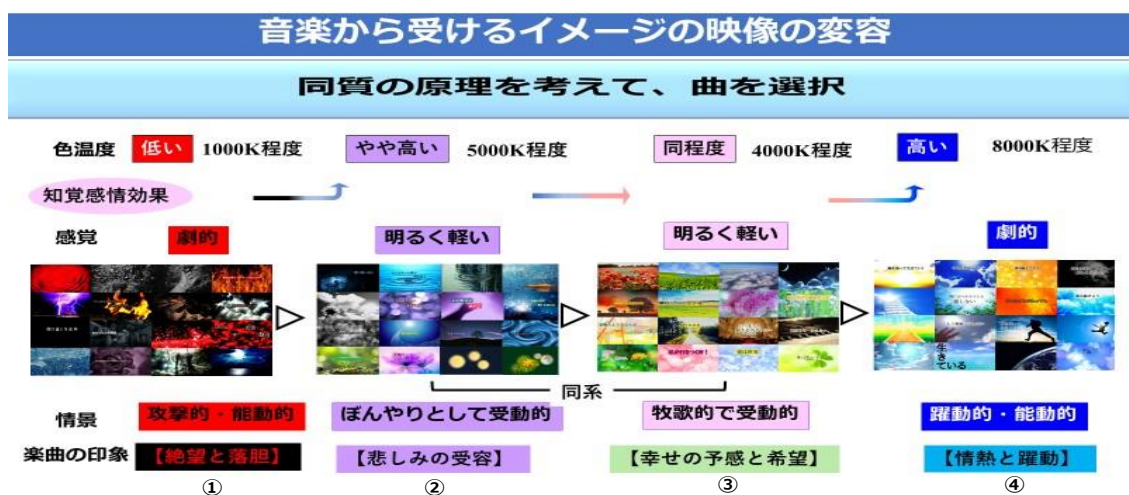 音楽から受けるイメージの映像の変容
同質の原理を考えて、曲を選択
色温度 低い 1000K程度 やや高い 5000K程度 同程度 4000K程度 高い 8000K程度
知覚感情効果
感覚 劇的 明るく軽い 明るく軽い 劇的
生きている
同系
情景 攻撃的・能動的 ぼんやりとして受動的 牧歌的で受動的 躍動的・能動的
楽曲の印象 【絶望と落胆】 【悲しみの受容】 【幸せの予感と希望】 【情熱と躍動】
① ② ③ ④